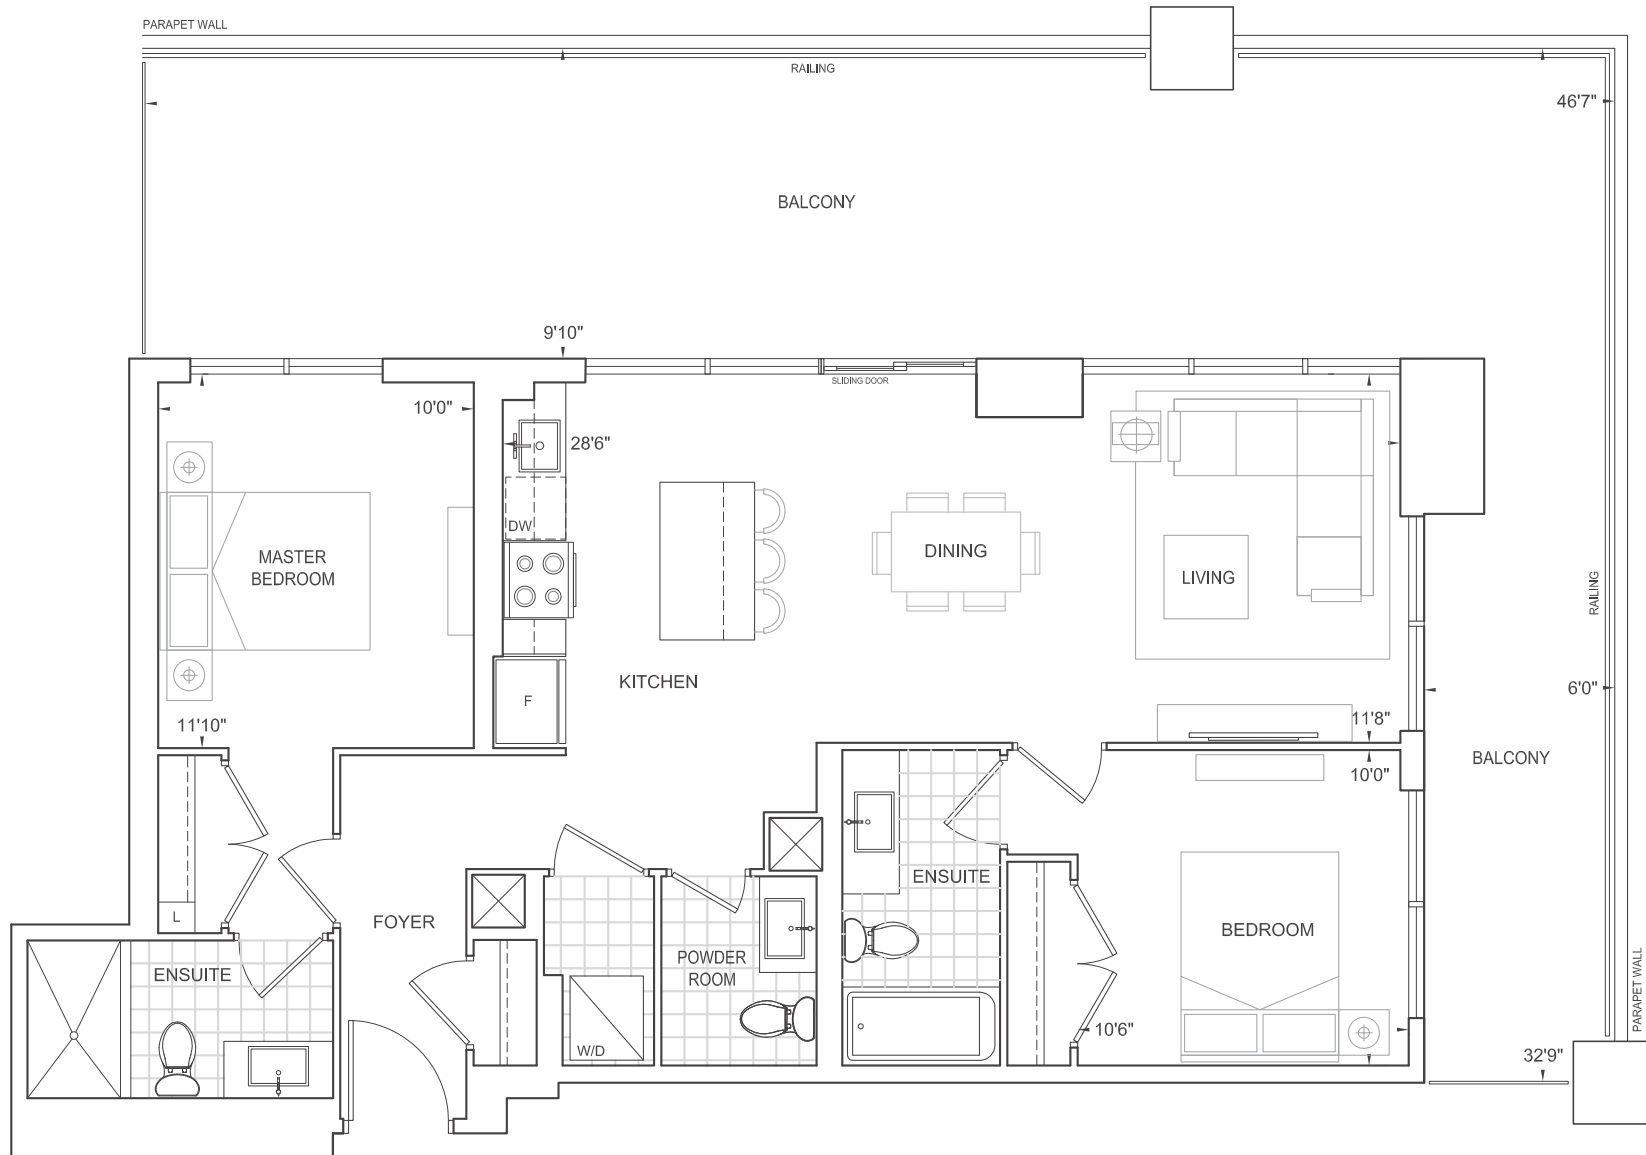 PARAPET WALL
RAILING
46'7"
BALCONY
9'10"
SLIDING DOOR
10'0"
28'6"
DW
MASTER
BEDROOM
DINING
LIVING
RAILING
KITCHEN
F
6'0"
11'10"
11'8"
BALCONY
10'0"
ENSUITE
L
FOYER
BEDROOM
POWDER
ROOM
ENSUITE
PARAPET WALL
10'6"
W/D
32'9"